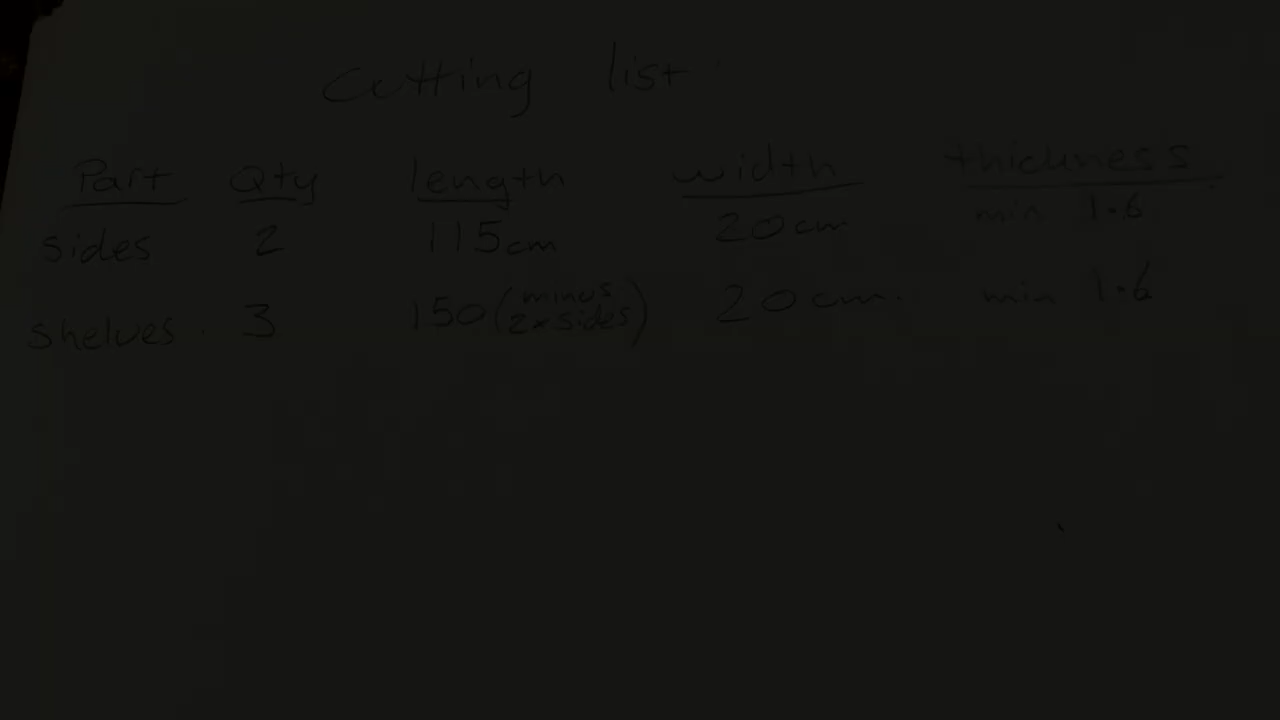 Cutting list
Part Qty length width thickness
sides 2 115cm 20cm min 1.6
shelves 3 150 (minus 2x sides) 20cm min 1.6